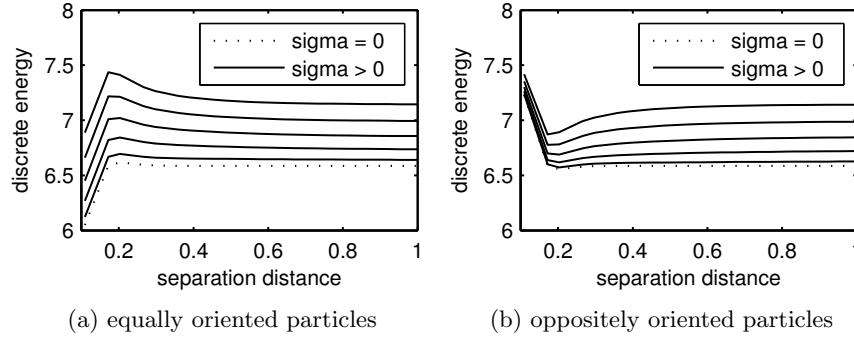 8
7.5
7
6.5
6
discrete energy
0.2 0.4 0.6 0.8 1
separation distance
sigma = 0
sigma > 0
(a) equally oriented particles
8
7.5
7
6.5
6
discrete energy
0.2 0.4 0.6 0.8 1
separation distance
sigma = 0
sigma > 0
(b) oppositely oriented particles